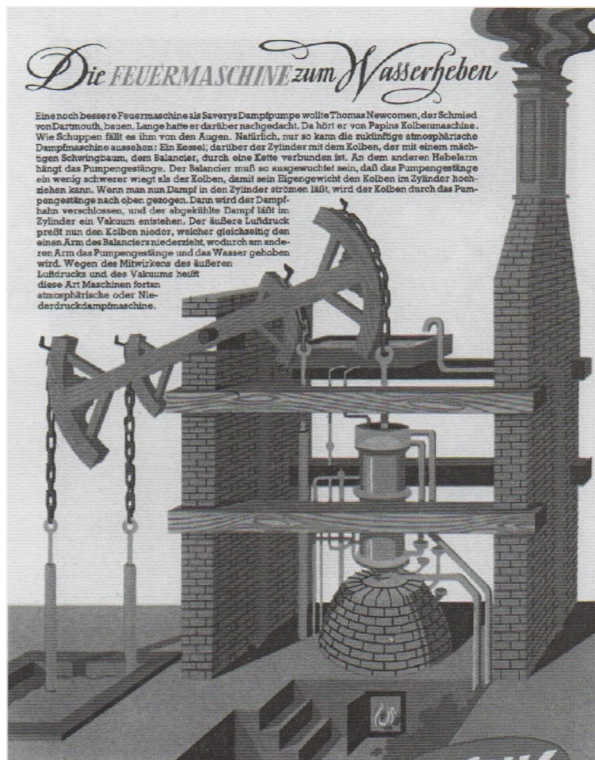 Die FEUERMASCHINE zum Wasserheben
Eine noch bessere Feuermaschine als Saverys Dampfpumpe wollte Thomas Newcomen, der Schmied
von Dartmouth, bauen. Lange hatte er darüber nachgedacht. Da hört er von Papins Kolbenmaschine.
Wie Schuppen fällt es ihm von den Augen. Natürlich, nur so kann die zukünftige atmosphärische
Dampfmaschine aussehen: Ein Kessel; darüber der Zylinder mit dem Kolben, der mit einem mäch-
tigen Schwingbaum, dem Balancier, durch eine Kette verbunden ist. An dem anderen Hebelarm
hängt das Pumpengestänge. Der Balancier muß so ausgewuchtet sein, daß das Pumpengestänge
ein wenig schwerer wiegt als der Kolben, damit sein Eigengewicht den Kolben im Zylinder hoch-
ziehen kann. Wenn man nun Dampf in den Zylinder strömen läßt, wird der Kolben durch das Pum-
pengestänge nach oben gezogen. Dann wird der Dampf-
hahn verschlossen, und der abgekühlte Dampf läßt im
Zylinder ein Vakuum entstehen. Der äußere Luftdruck
preßt nun den Kolben nieder, welcher gleichzeitig den
einen Arm des Balanciers niederzieht, wodurch am ande-
ren Arm das Pumpengestänge und das Wasser gehoben
wird. Wegen des Mitwirkens des äußeren
Luftdrucks und des Vakuums heißt
diese Art Maschinen fortan
atmosphärische oder Nie-
derdruckdampfmaschine.